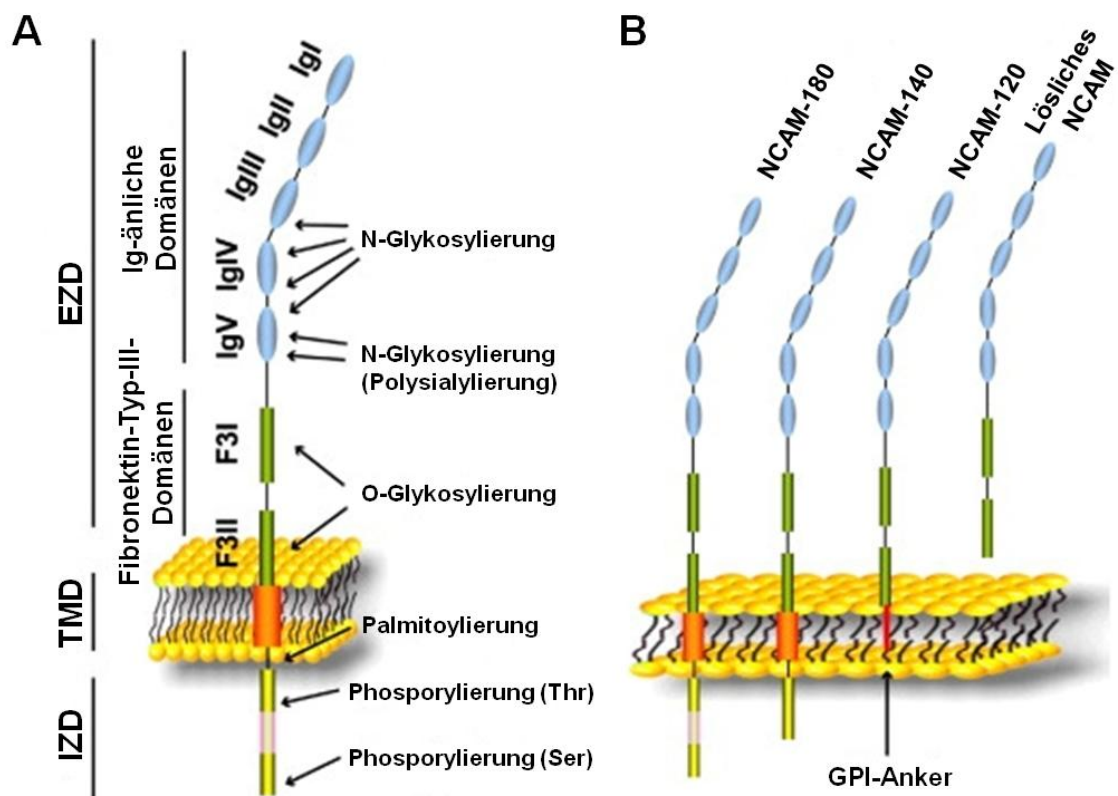 A
EZD
Ig-änliche
Domänen
IgI
IgII
IgIII
IgIV
IgV
N-Glykosylierung
N-Glykosylierung
(Polysialylierung)
Fibronektin-Typ-III-
Domänen
F3I
F3II
O-Glykosylierung
TMD
Palmitoylierung
IZD
Phosporylierung (Thr)
Phosporylierung (Ser)
B
NCAM-180
NCAM-140
NCAM-120
Lösliches
NCAM
GPI-Anker